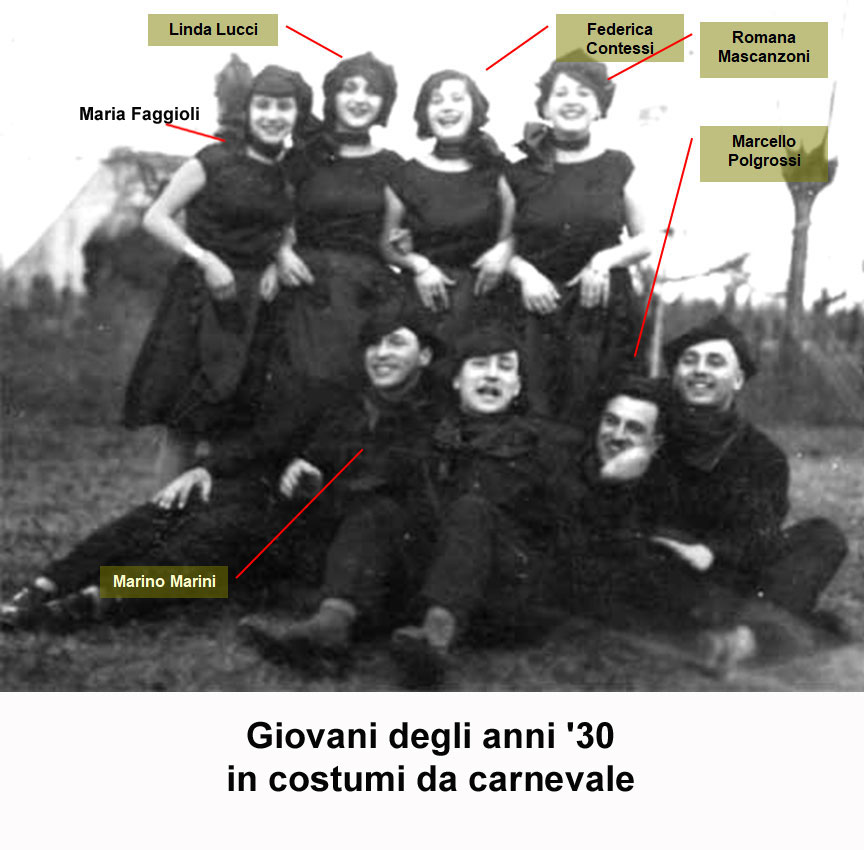 Linda Lucci
Federica
Contessi
Romana
Mascanzoni
Maria Faggioli
Marcello
Polgrossi
Marino Marini
Giovani degli anni '30
in costumi da carnevale